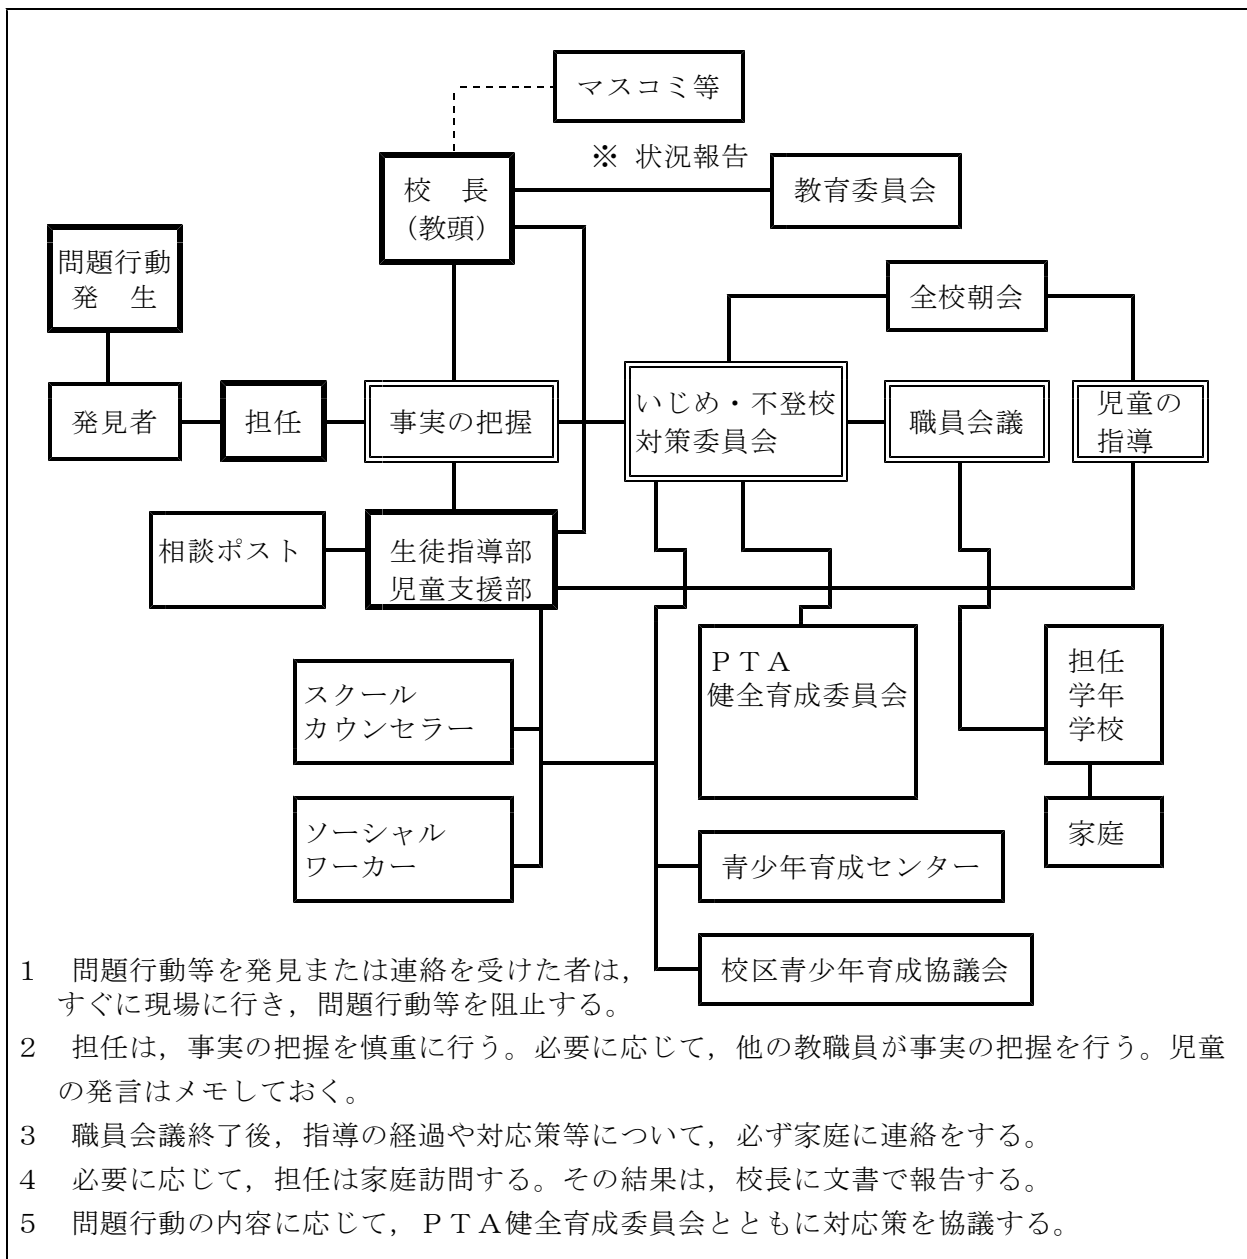 マスコミ等
※ 状況報告
校　長
（教頭）
教育委員会
問題行動
発　生
全校朝会
発見者
担任
事実の把握
いじめ・不登校
対策委員会
職員会議
児童の
指導
相談ポスト
生徒指導部
児童支援部
スクール
カウンセラー
ＰＴＡ
健全育成委員会
担任
学年
学校
ソーシャル
ワーカー
家庭
青少年育成センター
校区青少年育成協議会
１　問題行動等を発見または連絡を受けた者は，
すぐに現場に行き，問題行動等を阻止する。
２　担任は，事実の把握を慎重に行う。必要に応じて，他の教職員が事実の把握を行う。児童
の発言はメモしておく。
３　職員会議終了後，指導の経過や対応策等について，必ず家庭に連絡をする。
４　必要に応じて，担任は家庭訪問する。その結果は，校長に文書で報告する。
５　問題行動の内容に応じて，ＰＴＡ健全育成委員会とともに対応策を協議する。